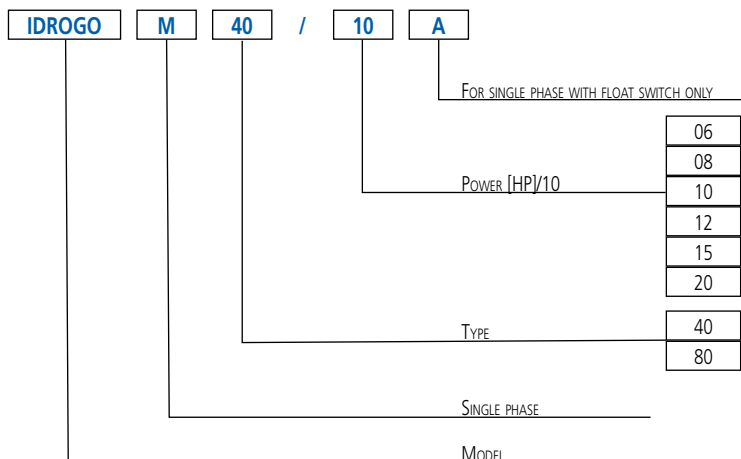 IDROGO M 40 / 10 A
For single phase with float switch only
06
08
Power [HP]/10
10
12
15
20
Type
40
80
Single phase
Model